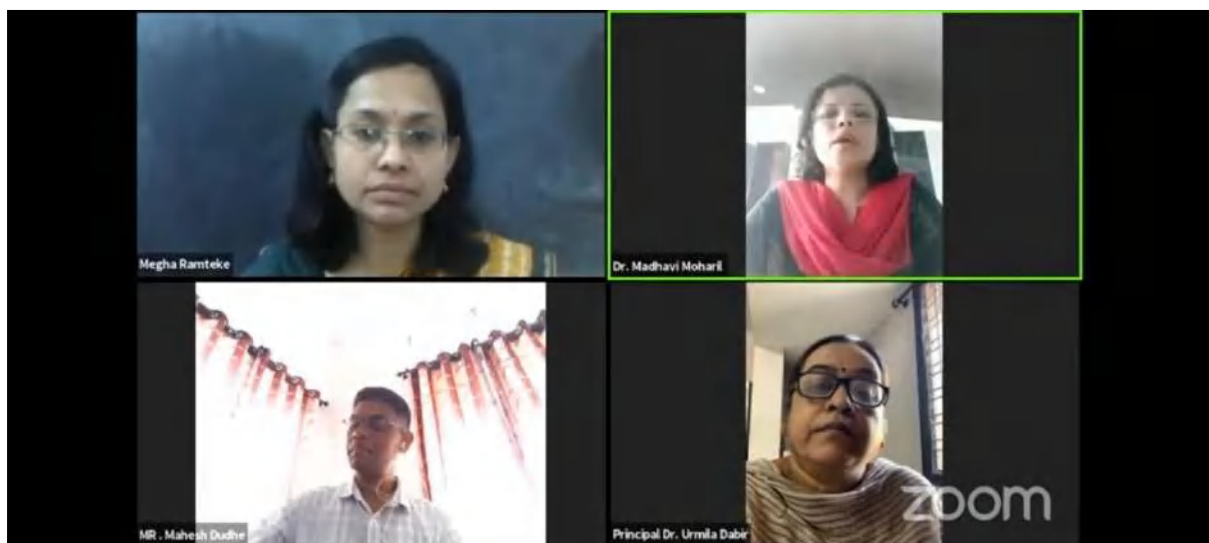 Megha Ramteke
Dr. Madhavi Moharil
MR. Mahesh Dudhe
Principal Dr. Urmila Dabir
zoom